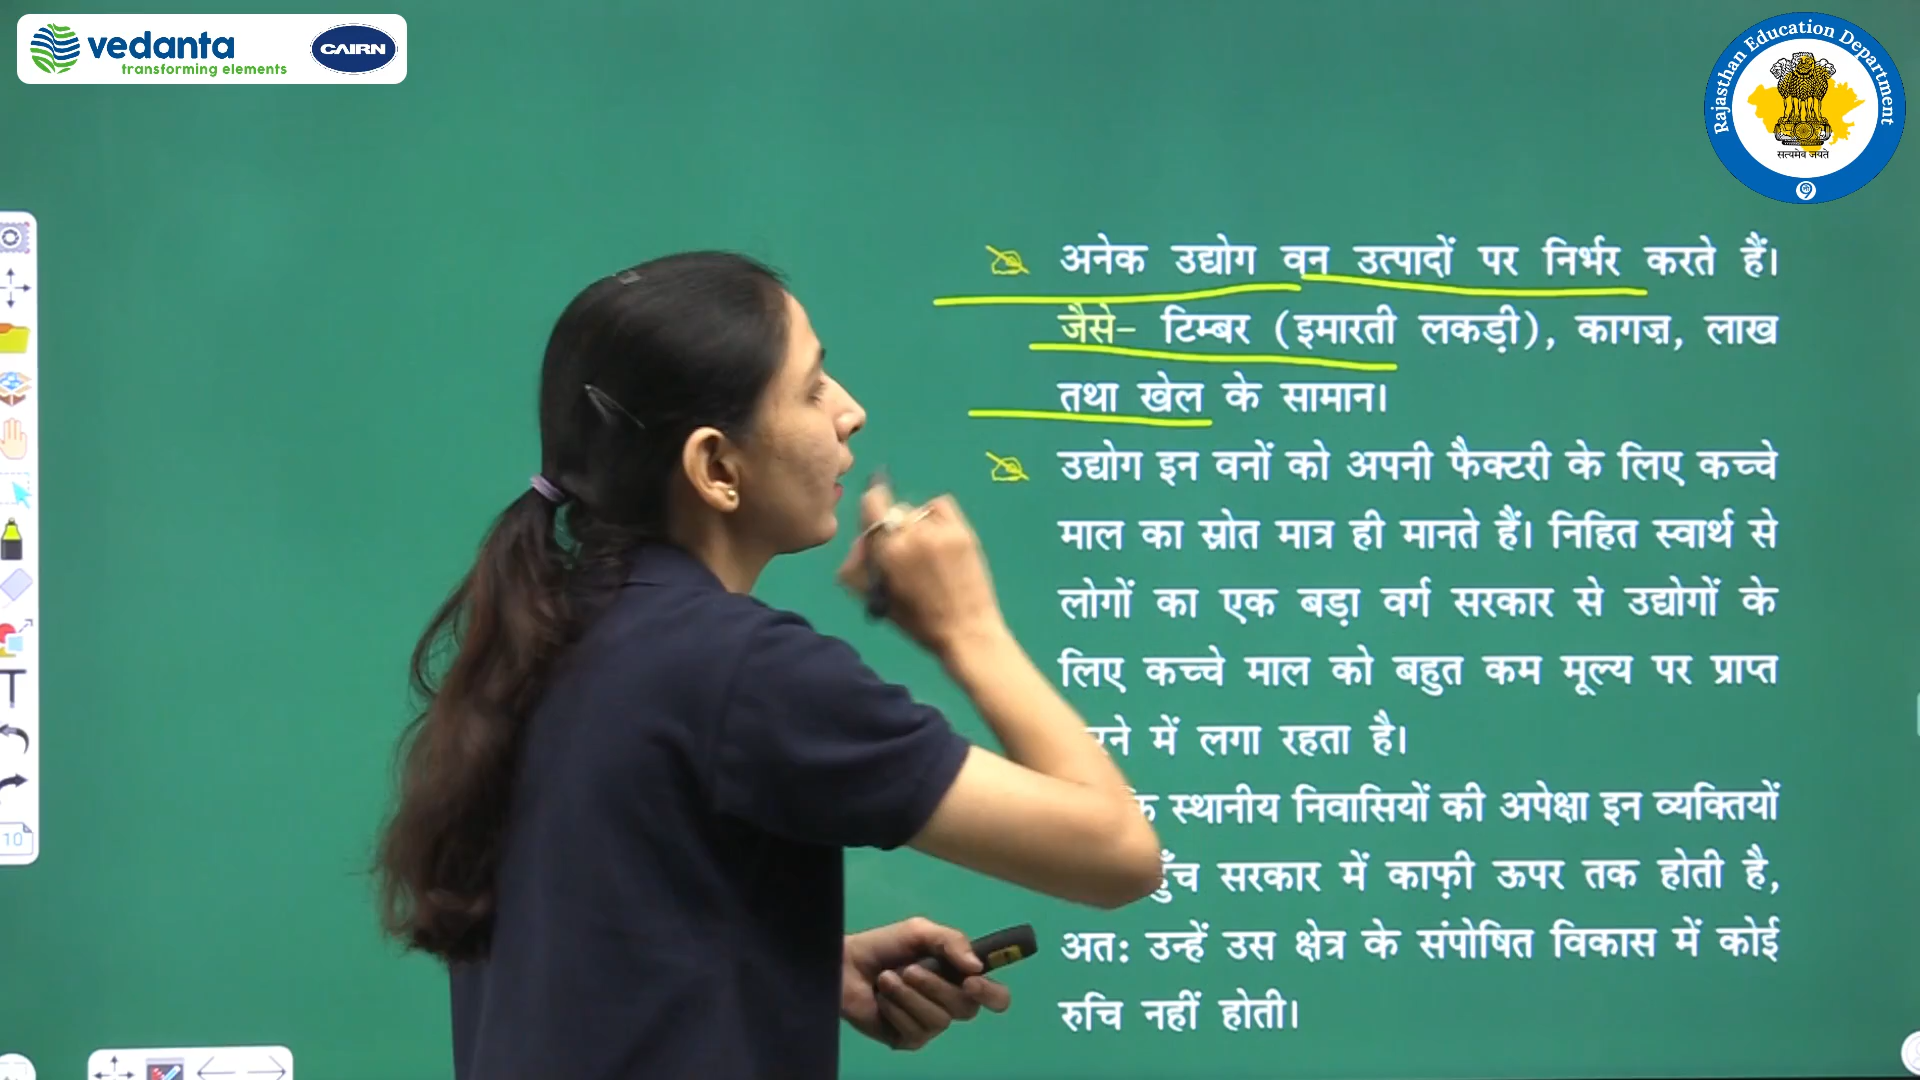 vedanta
transforming elements
CAIRN
Rajasthan Education Department
सत्यमेव जयते
अनेक उद्योग वन उत्पादों पर निर्भर करते हैं।
जैसे- टिम्बर (इमारती लकड़ी), कागज़, लाख
तथा खेल के सामान।
उद्योग इन वनों को अपनी फैक्टरी के लिए कच्चे
माल का स्रोत मात्र ही मानते हैं। निहित स्वार्थ से
लोगों का एक बड़ा वर्ग सरकार से उद्योगों के
लिए कच्चे माल को बहुत कम मूल्य पर प्राप्त
में लगा रहता है।
स्थानीय निवासियों की अपेक्षा इन व्यक्तियों
सरकार में काफ़ी ऊपर तक होती है,
अतः उन्हें उस क्षेत्र के संपोषित विकास में कोई
रुचि नहीं होती।
10